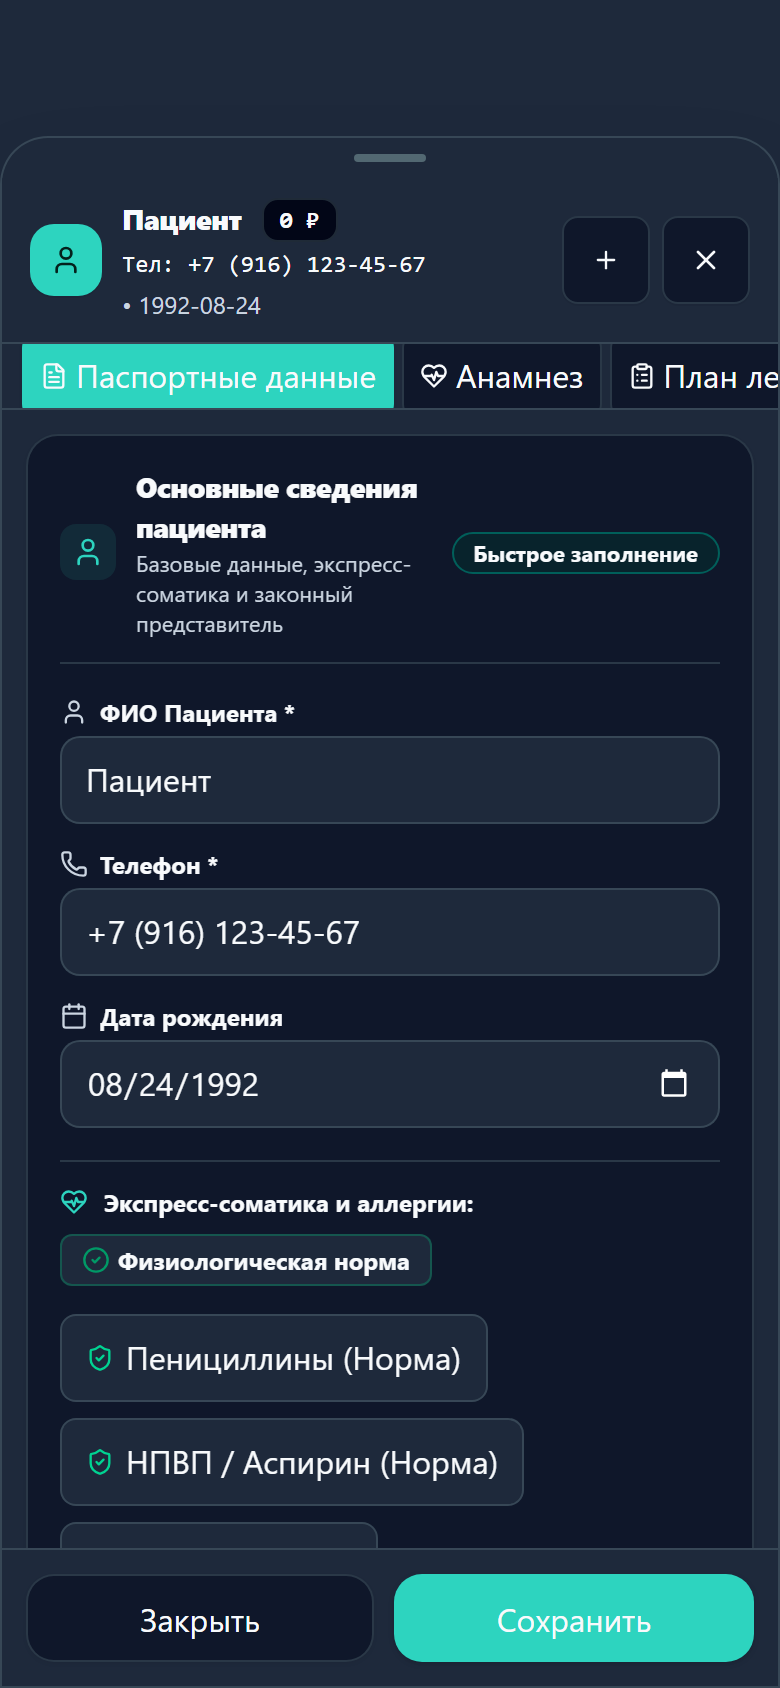 Пациент 0 ₽
Тел: +7 (916) 123-45-67
• 1992-08-24
Паспортные данные
Анамнез
План ле
Основные сведения
пациента
Базовые данные, экспресс-
соматика и законный
представитель
Быстрое заполнение
ФИО Пациента *
Пациент
Телефон *
+7 (916) 123-45-67
Дата рождения
08/24/1992
Экспресс-соматика и аллергии:
Физиологическая норма
Пенициллины (Норма)
НПВП / Аспирин (Норма)
Закрыть
Сохранить